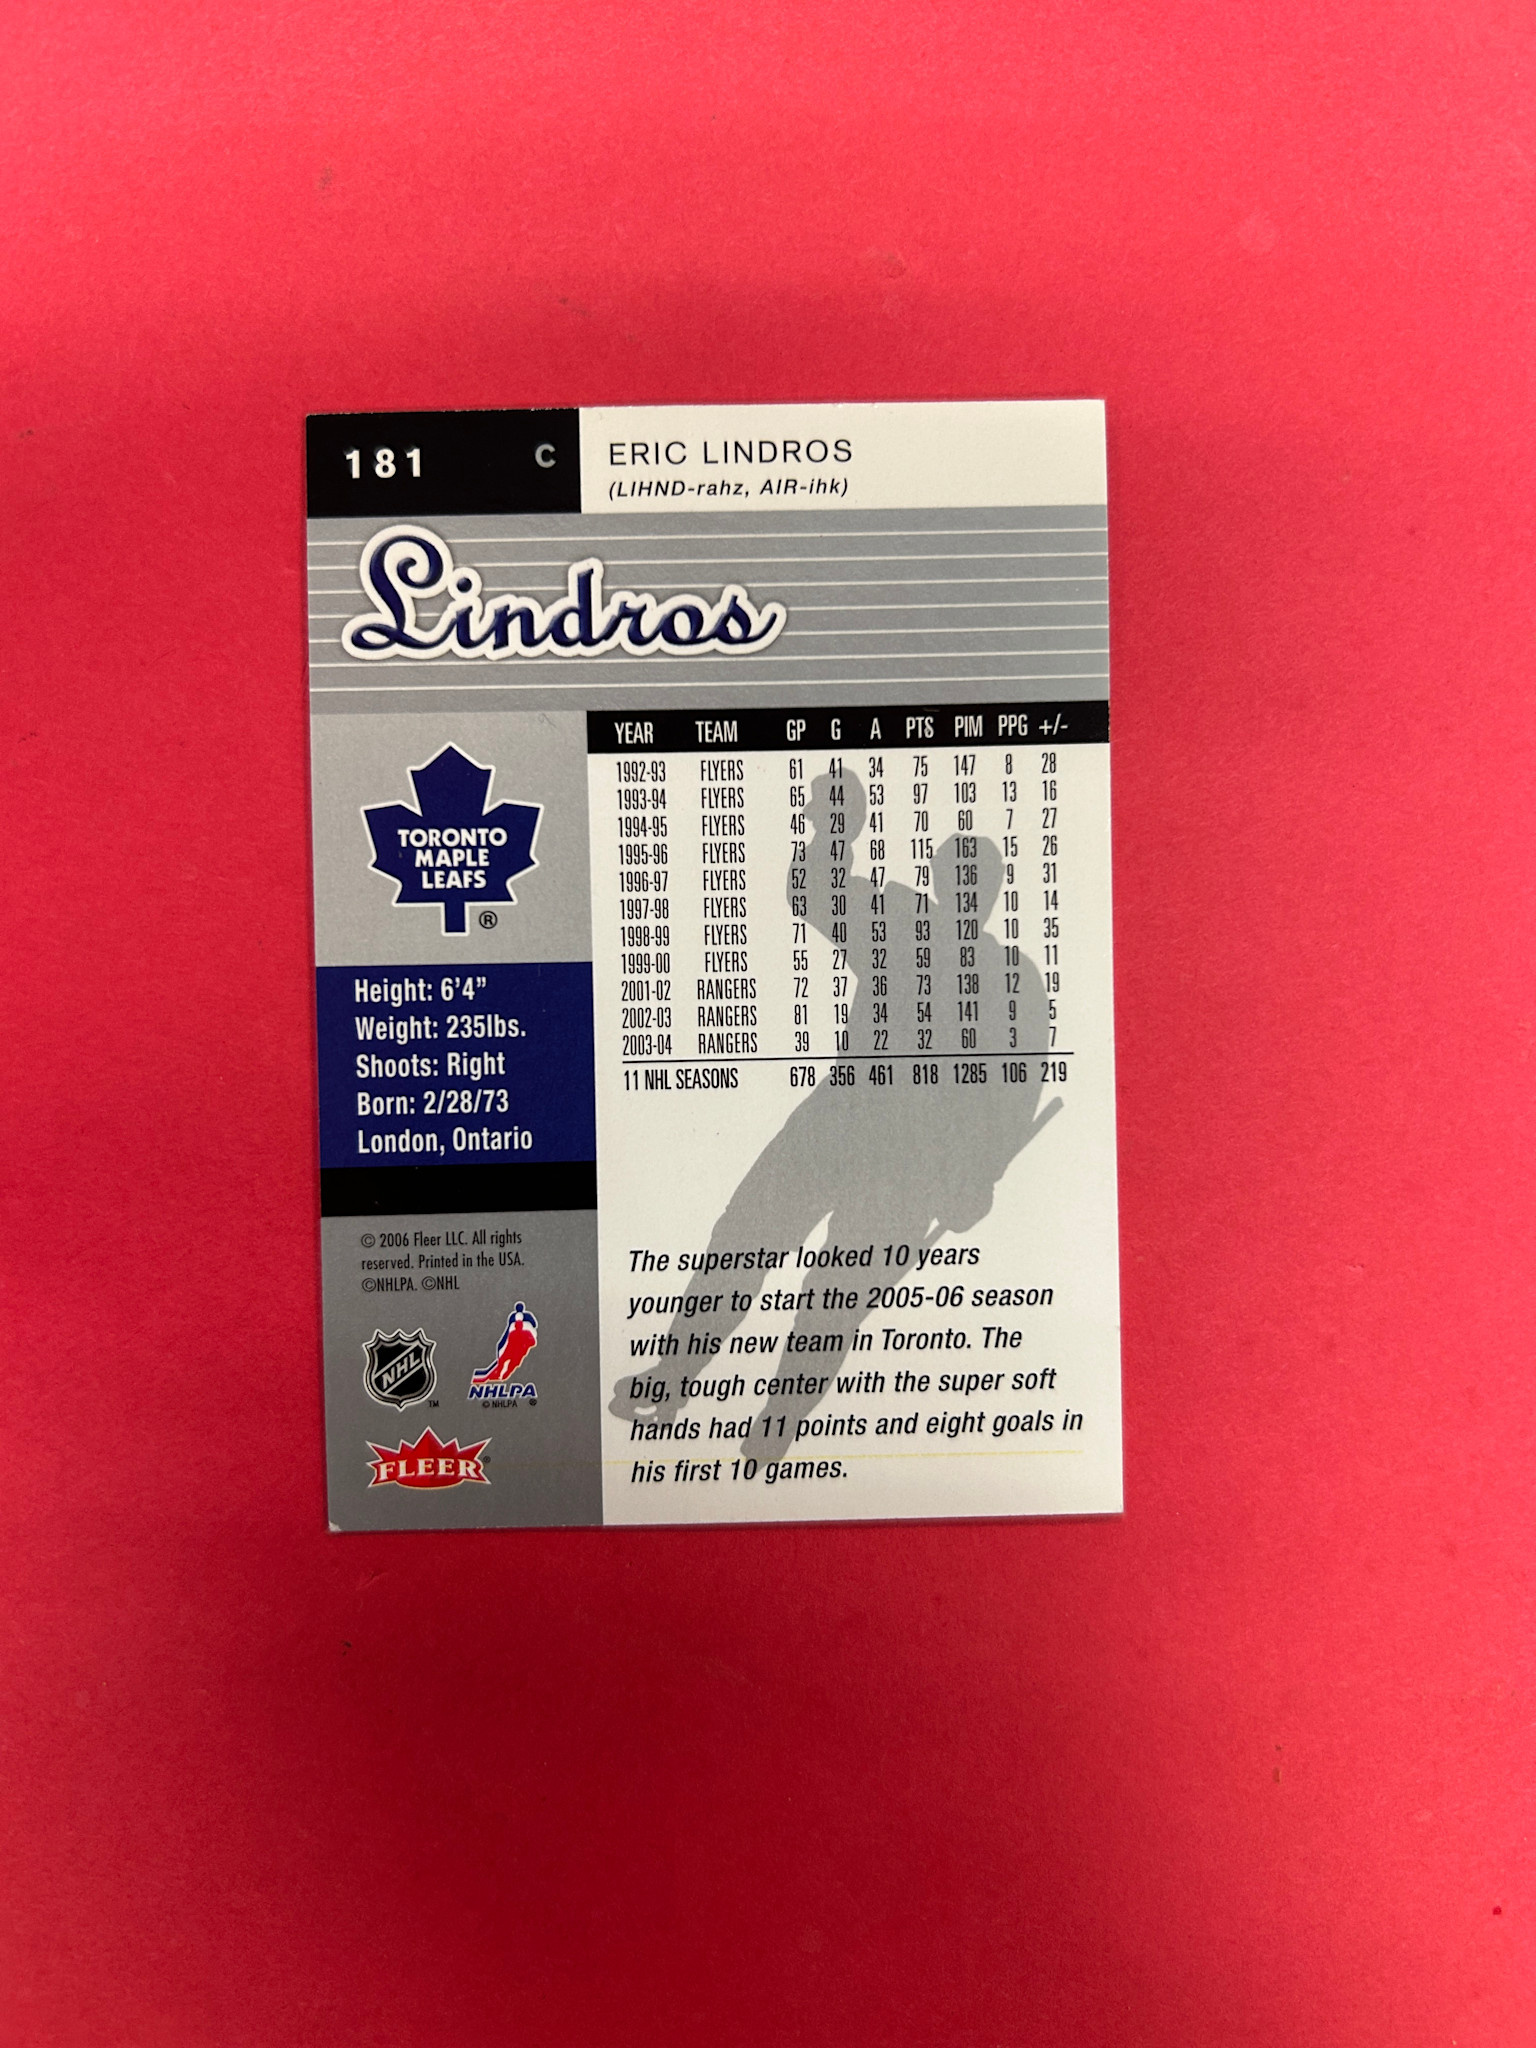 181 C
ERIC LINDROS
(LIHND-rahz, AIR-ihk)
Lindros
TORONTO
MAPLE
LEAFS
®
Height: 6'4"
Weight: 235lbs.
Shoots: Right
Born: 2/28/73
London, Ontario
© 2006 Fleer LLC. All rights
reserved. Printed in the USA.
©NHLPA. ©NHL
NHL
TM
NHLPA
© NHLPA ®
FLEER®
YEAR TEAM GP G A PTS PIM PPG +/-
1992-93 FLYERS 61 41 34 75 147 8 28
1993-94 FLYERS 65 44 53 97 103 13 16
1994-95 FLYERS 46 29 41 70 60 7 27
1995-96 FLYERS 73 47 68 115 163 15 26
1996-97 FLYERS 52 32 47 79 136 9 31
1997-98 FLYERS 63 30 41 71 134 10 14
1998-99 FLYERS 71 40 53 93 120 10 35
1999-00 FLYERS 55 27 32 59 83 10 11
2001-02 RANGERS 72 37 36 73 138 12 19
2002-03 RANGERS 81 19 34 54 141 9 5
2003-04 RANGERS 39 10 22 32 60 3 7
11 NHL SEASONS 678 356 461 818 1285 106 219
The superstar looked 10 years
younger to start the 2005-06 season
with his new team in Toronto. The
big, tough center with the super soft
hands had 11 points and eight goals in
his first 10 games.